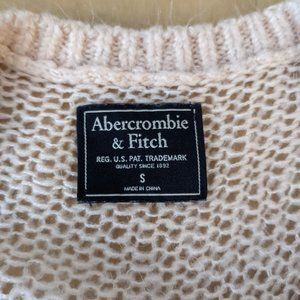 Abercrombie
& Fitch
REG. U.S. PAT. TRADEMARK
QUALITY SINCE 1892
S
MADE IN CHINA